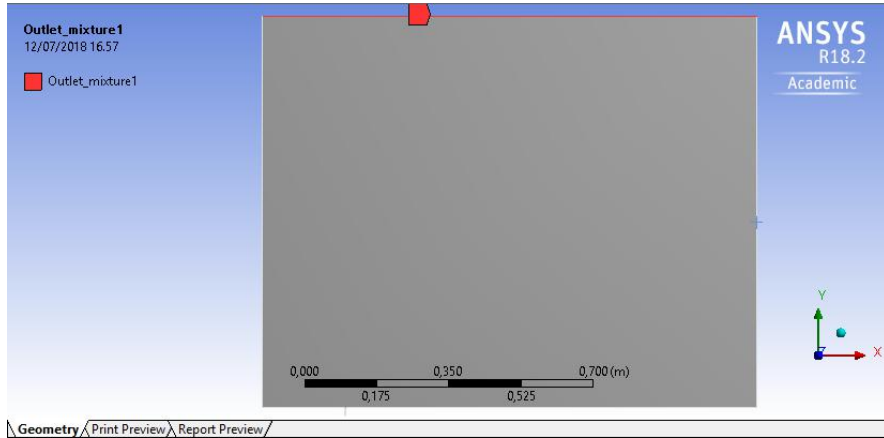 Outlet_mixture1
12/07/2018 16.57
Outlet_mixture1
ANSYS
R18.2
Academic
0,000 0,350 0,700 (m)
0,175 0,525
Y
Z X
Geometry Print Preview Report Preview